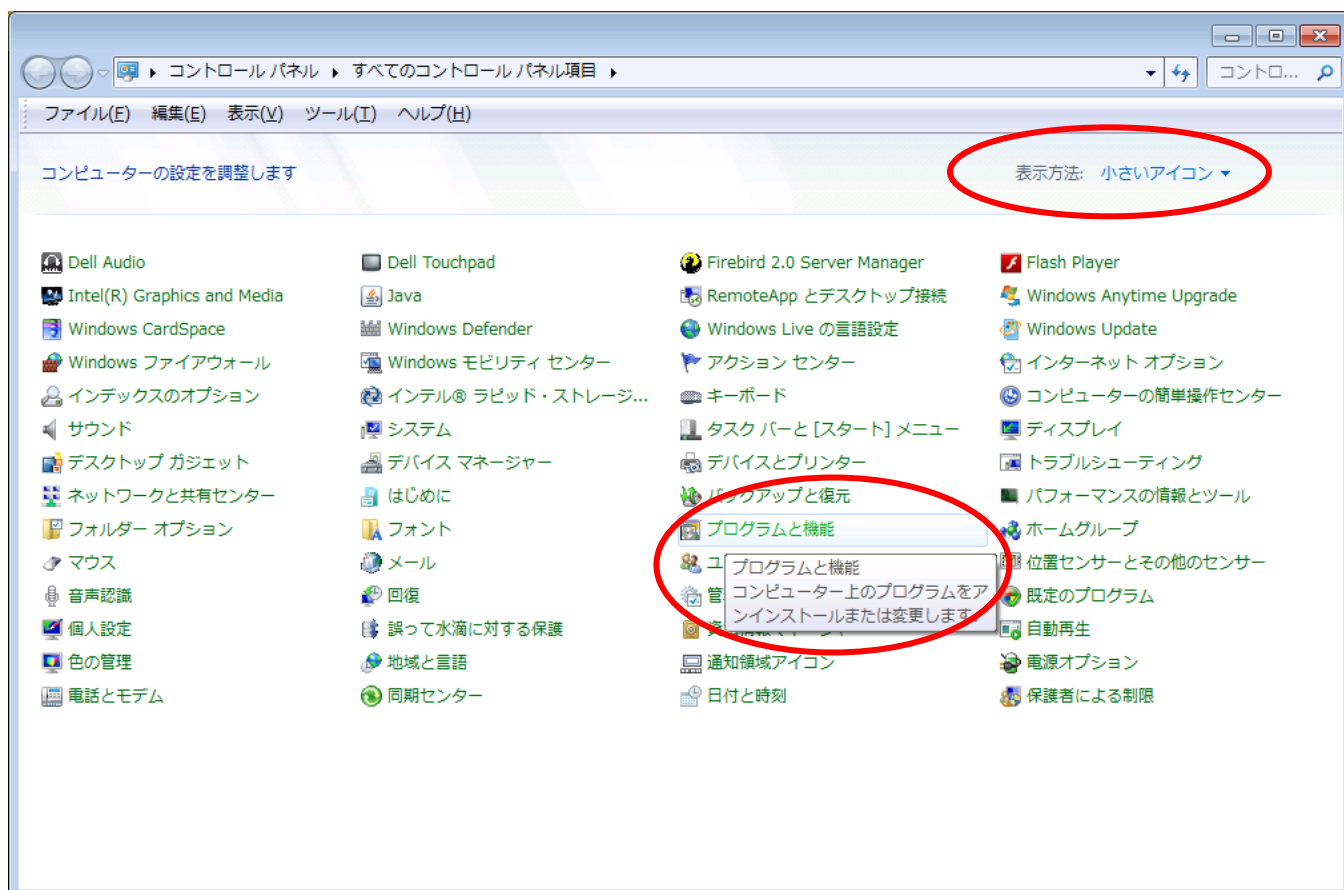 コントロール パネル ▸ すべてのコントロール パネル項目 ▸
コントロ...
ファイル(F) 編集(E) 表示(V) ツール(T) ヘルプ(H)
コンピューターの設定を調整します
表示方法: 小さいアイコン
Dell Audio
Dell Touchpad
Firebird 2.0 Server Manager
Flash Player
Intel(R) Graphics and Media
Java
RemoteApp とデスクトップ接続
Windows Anytime Upgrade
Windows CardSpace
Windows Defender
Windows Live の言語設定
Windows Update
Windows ファイアウォール
Windows モビリティ センター
アクション センター
インターネット オプション
インデックスのオプション
インテル® ラピッド・ストレージ...
キーボード
コンピューターの簡単操作センター
サウンド
システム
タスク バーと [スタート] メニュー
ディスプレイ
デスクトップ ガジェット
デバイス マネージャー
デバイスとプリンター
トラブルシューティング
ネットワークと共有センター
はじめに
バックアップと復元
パフォーマンスの情報とツール
フォルダー オプション
フォント
プログラムと機能
ホームグループ
マウス
メール
ユ
プログラムと機能
コンピューター上のプログラムをア
ンインストールまたは変更します。
位置センサーとその他のセンサー
音声認識
回復
管
既定のプログラム
個人設定
誤って水滴に対する保護
自動再生
色の管理
地域と言語
通知領域アイコン
電源オプション
電話とモデム
同期センター
日付と時刻
保護者による制限